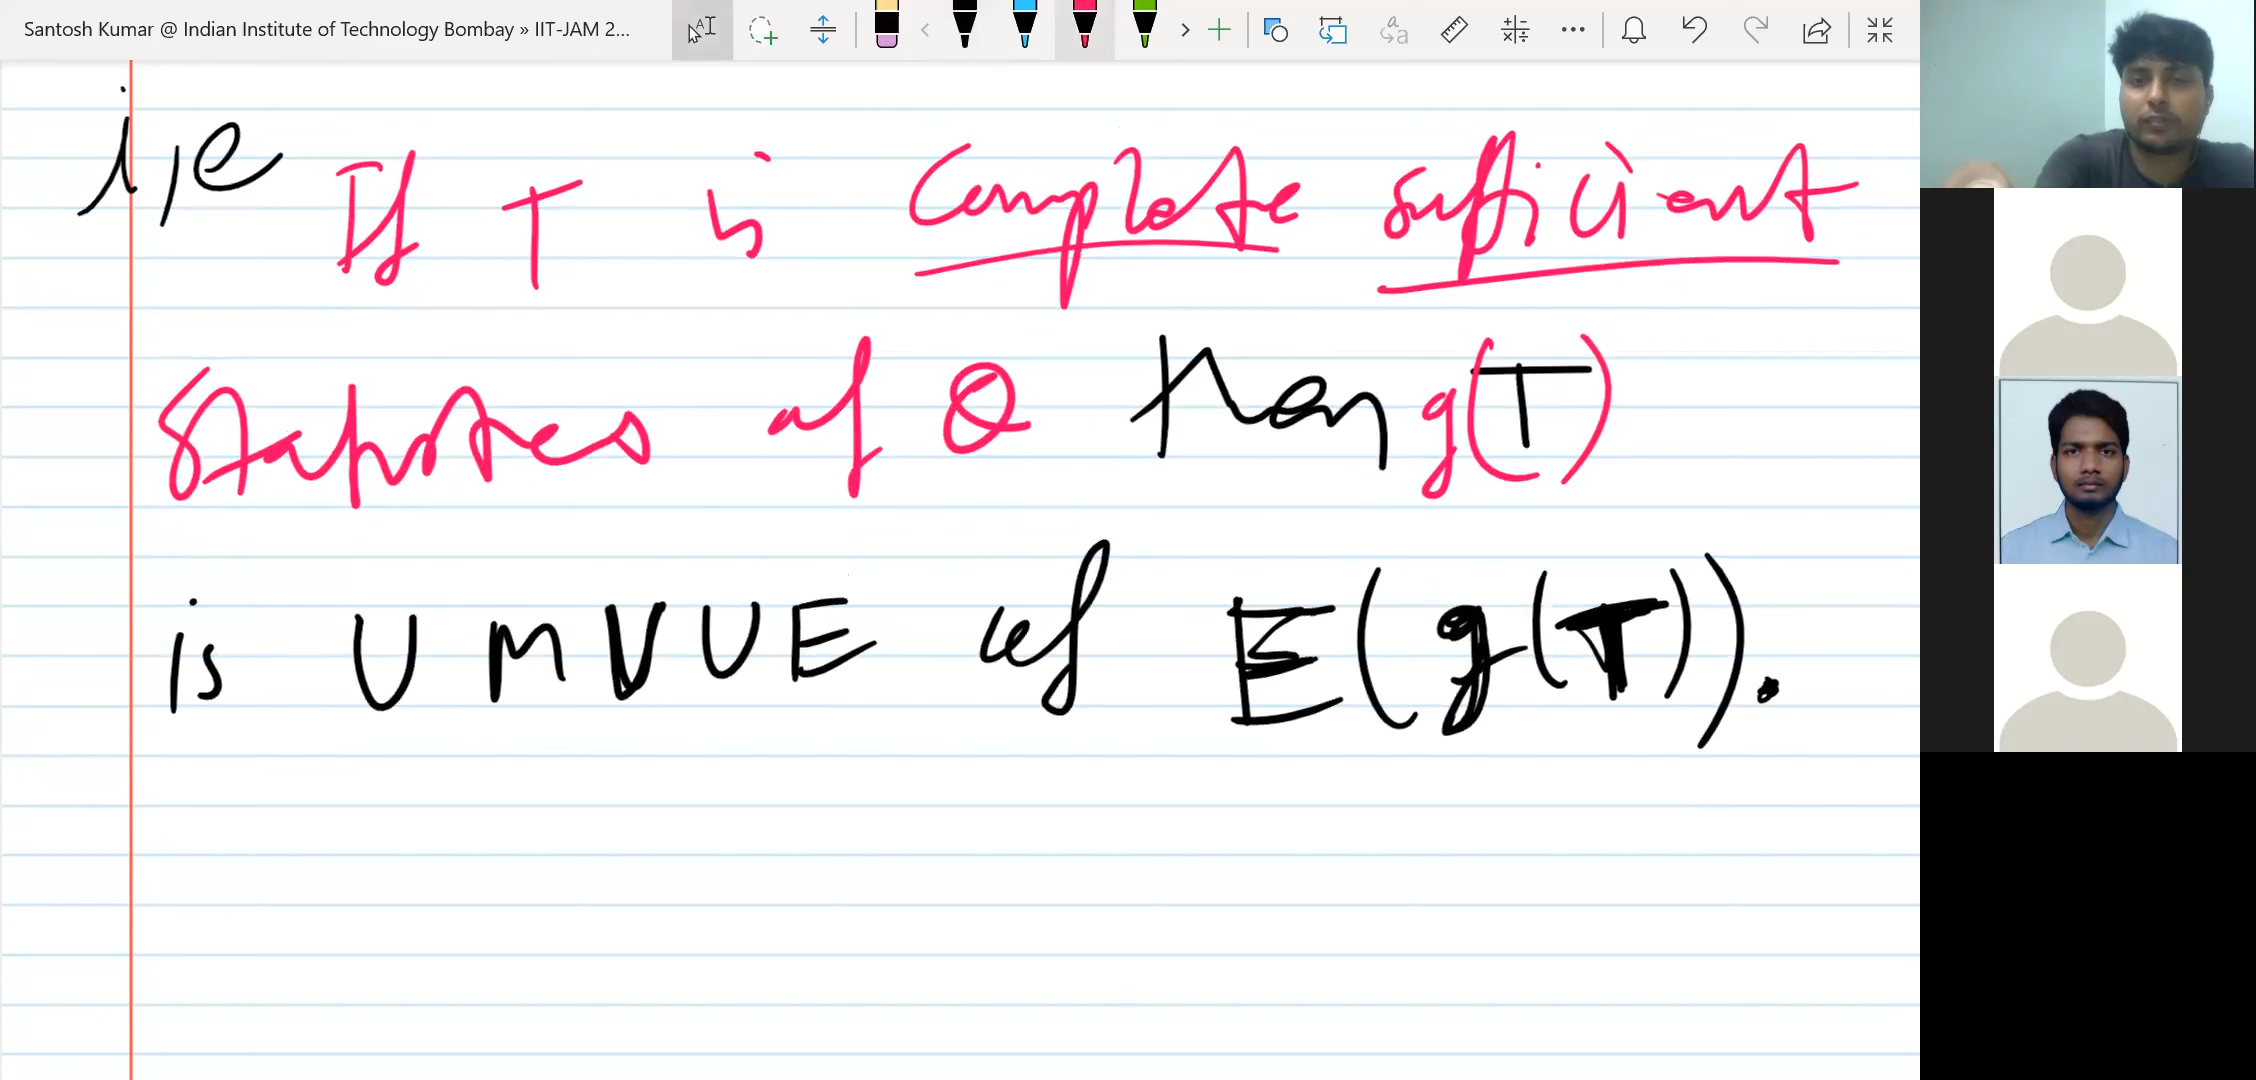 Santosh Kumar @ Indian Institute of Technology Bombay » IIT-JAM 2...
i,e If T is complete sufficient
statistics of θ then g(T)
is UMVUE of E(g(T)).